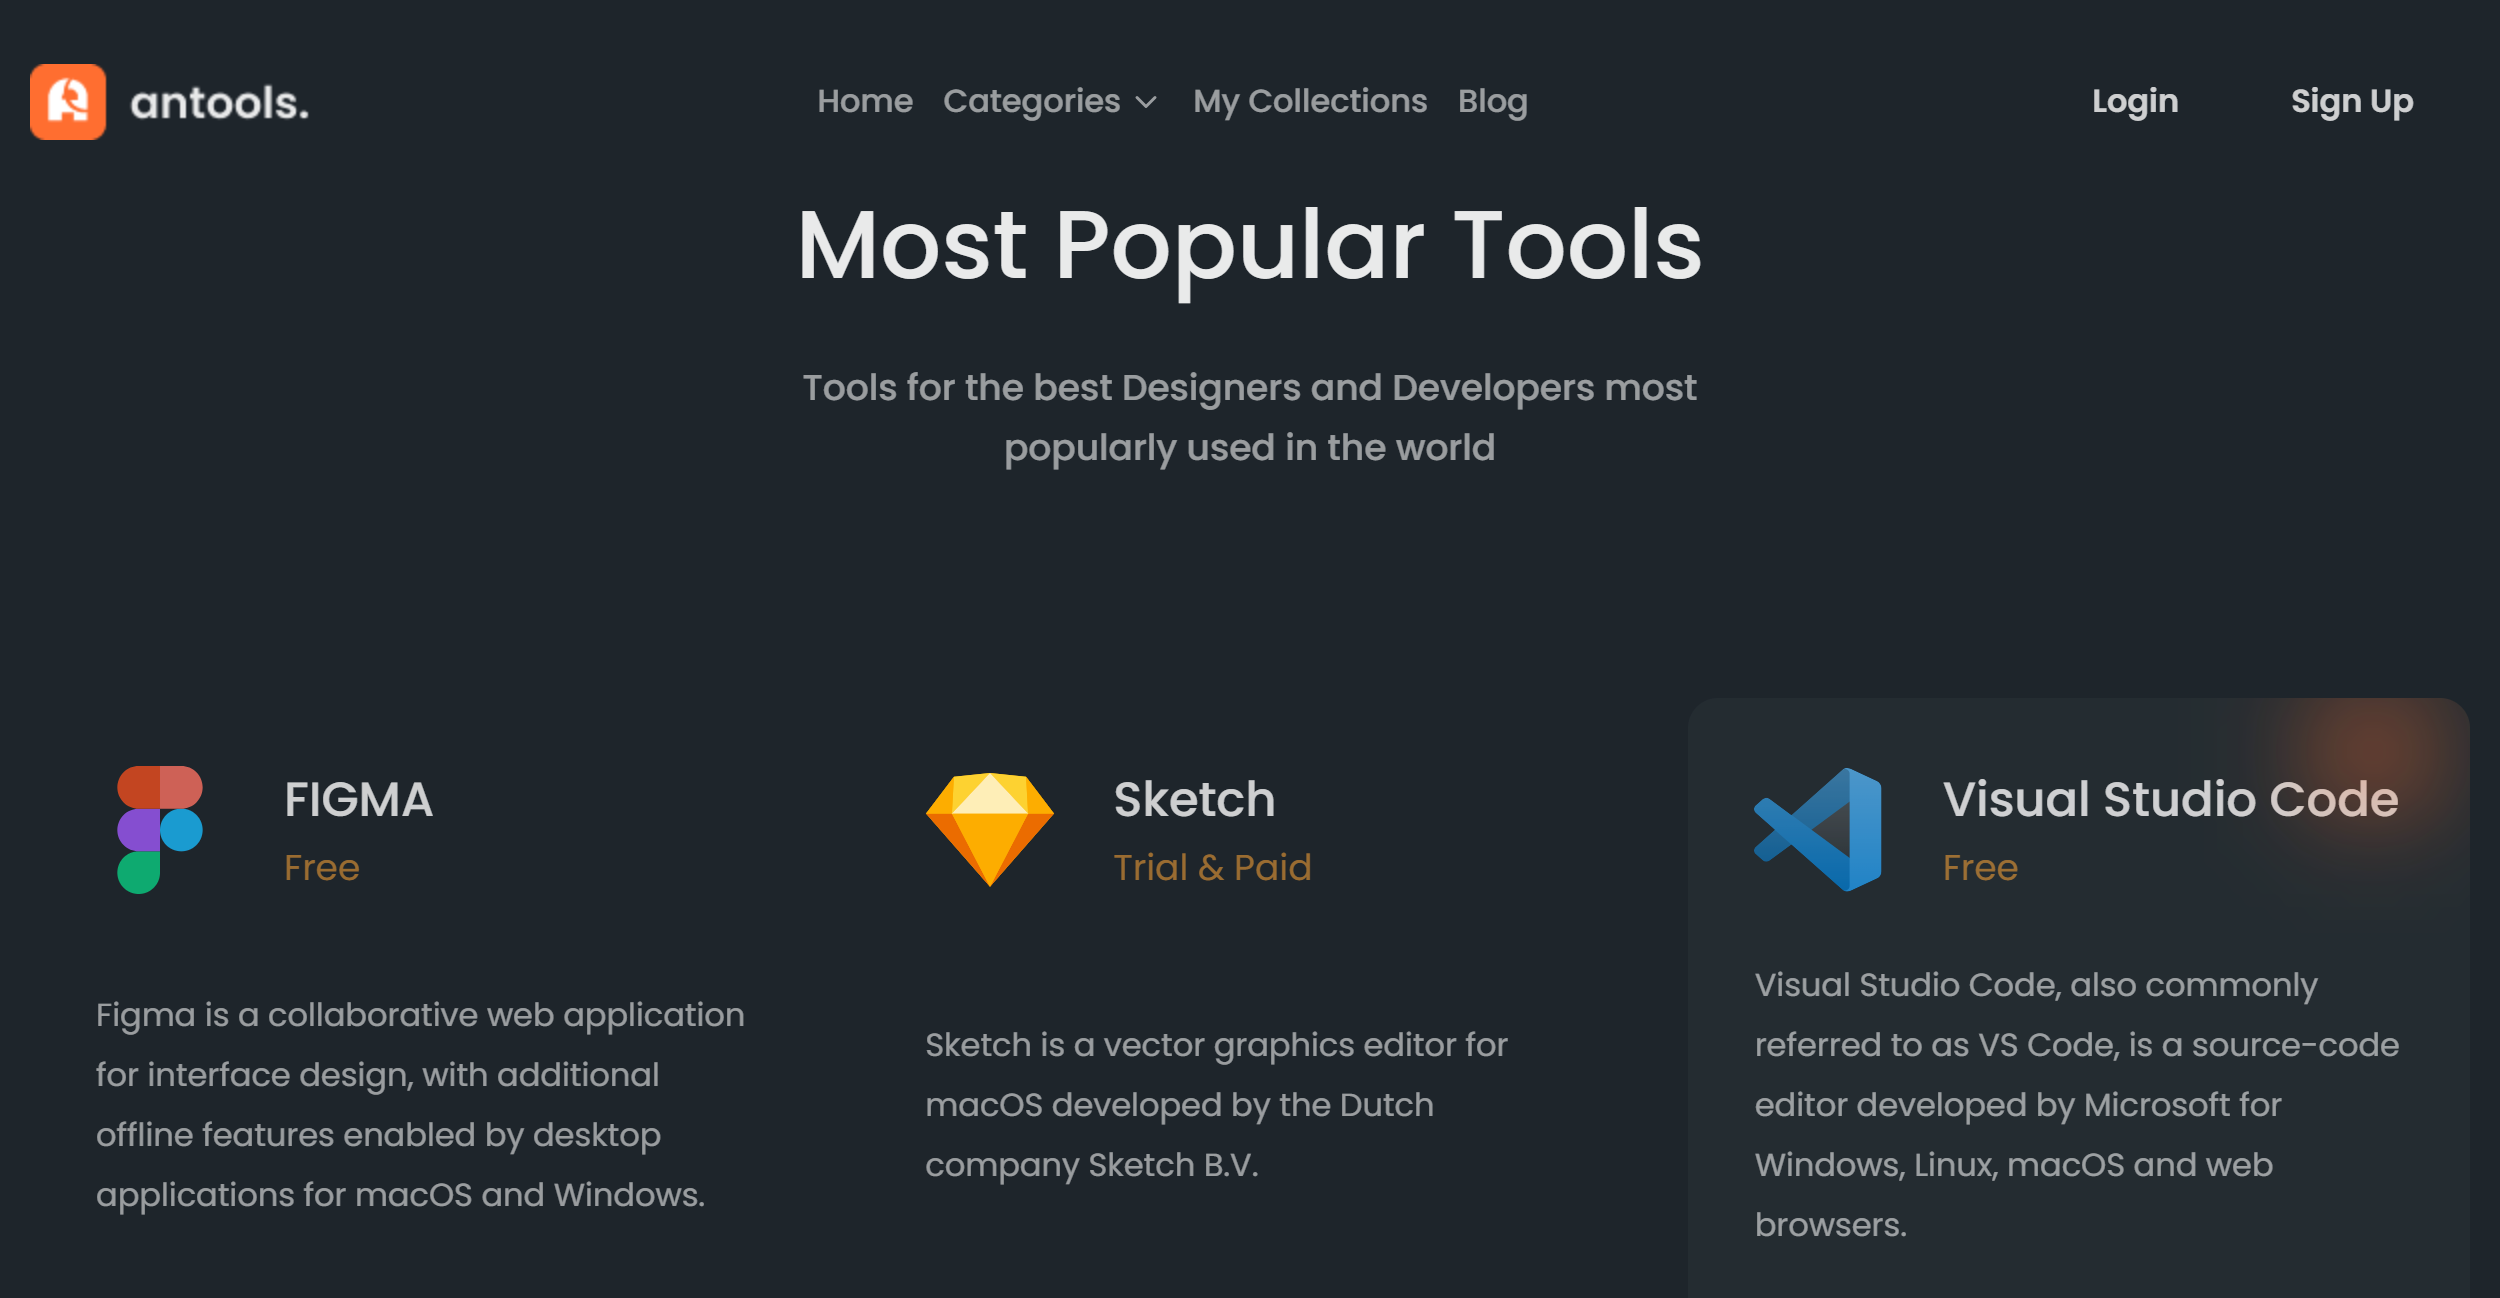 antools.
Home Categories My Collections Blog
Login Sign Up
Most Popular Tools
Tools for the best Designers and Developers most
popularly used in the world
FIGMA
Free
Figma is a collaborative web application
for interface design, with additional
offline features enabled by desktop
applications for macOS and Windows.
Sketch
Trial & Paid
Sketch is a vector graphics editor for
macOS developed by the Dutch
company Sketch B.V.
Visual Studio Code
Free
Visual Studio Code, also commonly
referred to as VS Code, is a source-code
editor developed by Microsoft for
Windows, Linux, macOS and web
browsers.